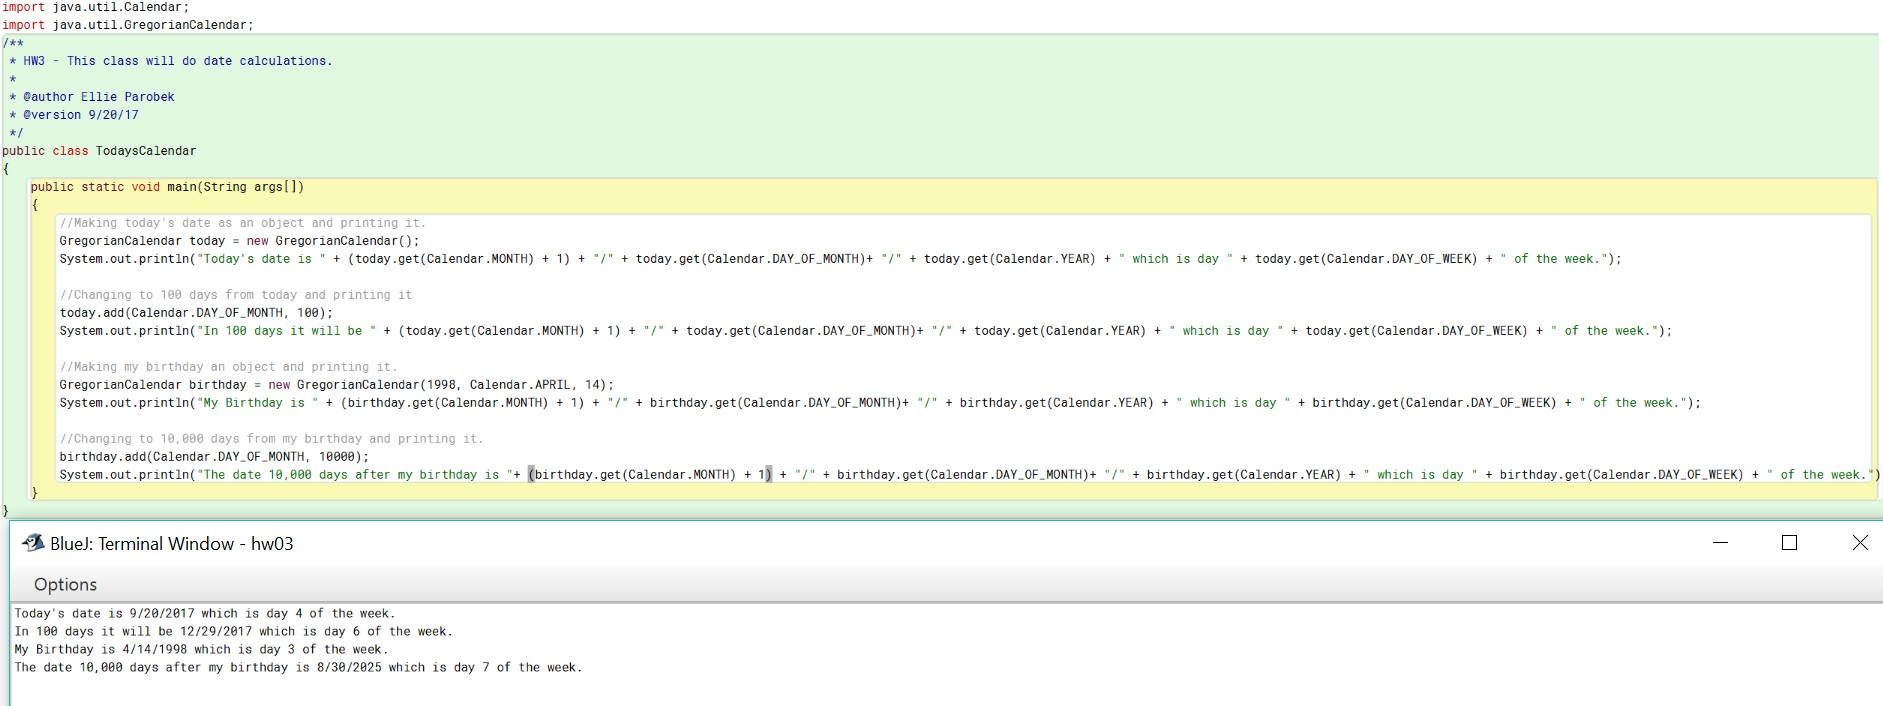 import java.util.Calendar;
import java.util.GregorianCalendar;
/**
 * HW3 - This class will do date calculations.
 *
 * @author Ellie Parobek
 * @version 9/20/17
 */
public class TodaysCalendar
{
public static void main(String args[])
{
//Making today's date as an object and printing it.
GregorianCalendar today = new GregorianCalendar();
System.out.println("Today's date is " + (today.get(Calendar.MONTH) + 1) + "/" + today.get(Calendar.DAY_OF_MONTH)+ "/" + today.get(Calendar.YEAR) + " which is day " + today.get(Calendar.DAY_OF_WEEK) + " of the week.");
//Changing to 100 days from today and printing it
today.add(Calendar.DAY_OF_MONTH, 100);
System.out.println("In 100 days it will be " + (today.get(Calendar.MONTH) + 1) + "/" + today.get(Calendar.DAY_OF_MONTH)+ "/" + today.get(Calendar.YEAR) + " which is day " + today.get(Calendar.DAY_OF_WEEK) + " of the week.");
//Making my birthday an object and printing it.
GregorianCalendar birthday = new GregorianCalendar(1998, Calendar.APRIL, 14);
System.out.println("My Birthday is " + (birthday.get(Calendar.MONTH) + 1) + "/" + birthday.get(Calendar.DAY_OF_MONTH)+ "/" + birthday.get(Calendar.YEAR) + " which is day " + birthday.get(Calendar.DAY_OF_WEEK) + " of the week.");
//Changing to 10,000 days from my birthday and printing it.
birthday.add(Calendar.DAY_OF_MONTH, 10000);
System.out.println("The date 10,000 days after my birthday is "+ (birthday.get(Calendar.MONTH) + 1) + "/" + birthday.get(Calendar.DAY_OF_MONTH)+ "/" + birthday.get(Calendar.YEAR) + " which is day " + birthday.get(Calendar.DAY_OF_WEEK) + " of the week.")
}
}
BlueJ: Terminal Window - hw03
Options
Today's date is 9/20/2017 which is day 4 of the week.
In 100 days it will be 12/29/2017 which is day 6 of the week.
My Birthday is 4/14/1998 which is day 3 of the week.
The date 10,000 days after my birthday is 8/30/2025 which is day 7 of the week.